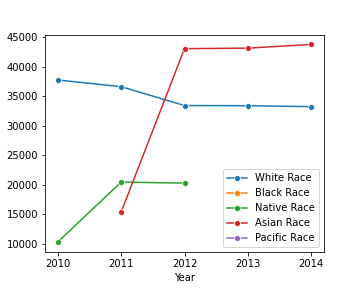 45000
40000
35000
30000
25000
20000
15000
10000
White Race
Black Race
Native Race
Asian Race
Pacific Race
2010 2011 2012 2013 2014
Year